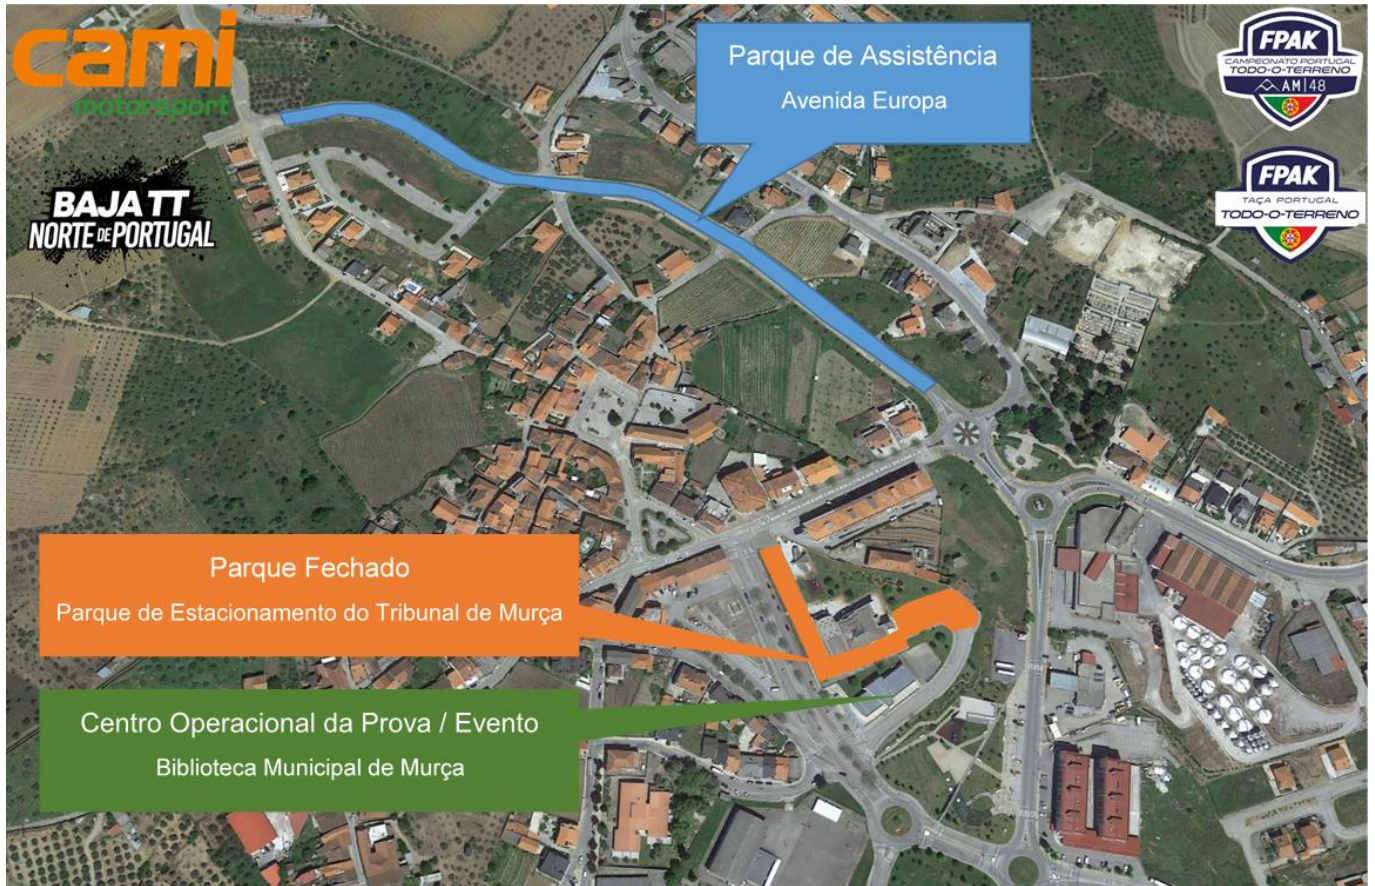 cami
motorsport
BAJA TT
NORTE DE PORTUGAL
Parque de Assistência
Avenida Europa
FPAK
CAMPEONATO PORTUGAL
TODO-O-TERRENO
AM|48
FPAK
TAÇA PORTUGAL
TODO-O-TERRENO
Parque Fechado
Parque de Estacionamento do Tribunal de Murça
Centro Operacional da Prova / Evento
Biblioteca Municipal de Murça